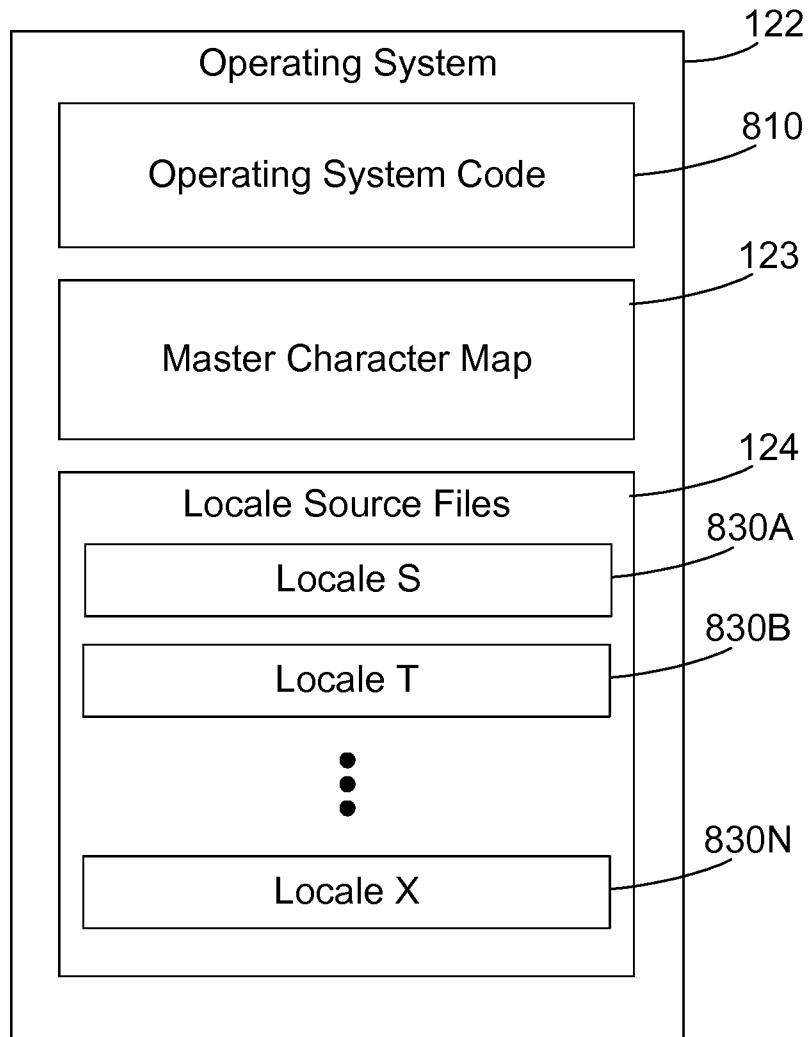 122
Operating System
810
Operating System Code
123
Master Character Map
124
Locale Source Files
830A
Locale S
830B
Locale T
830N
Locale X